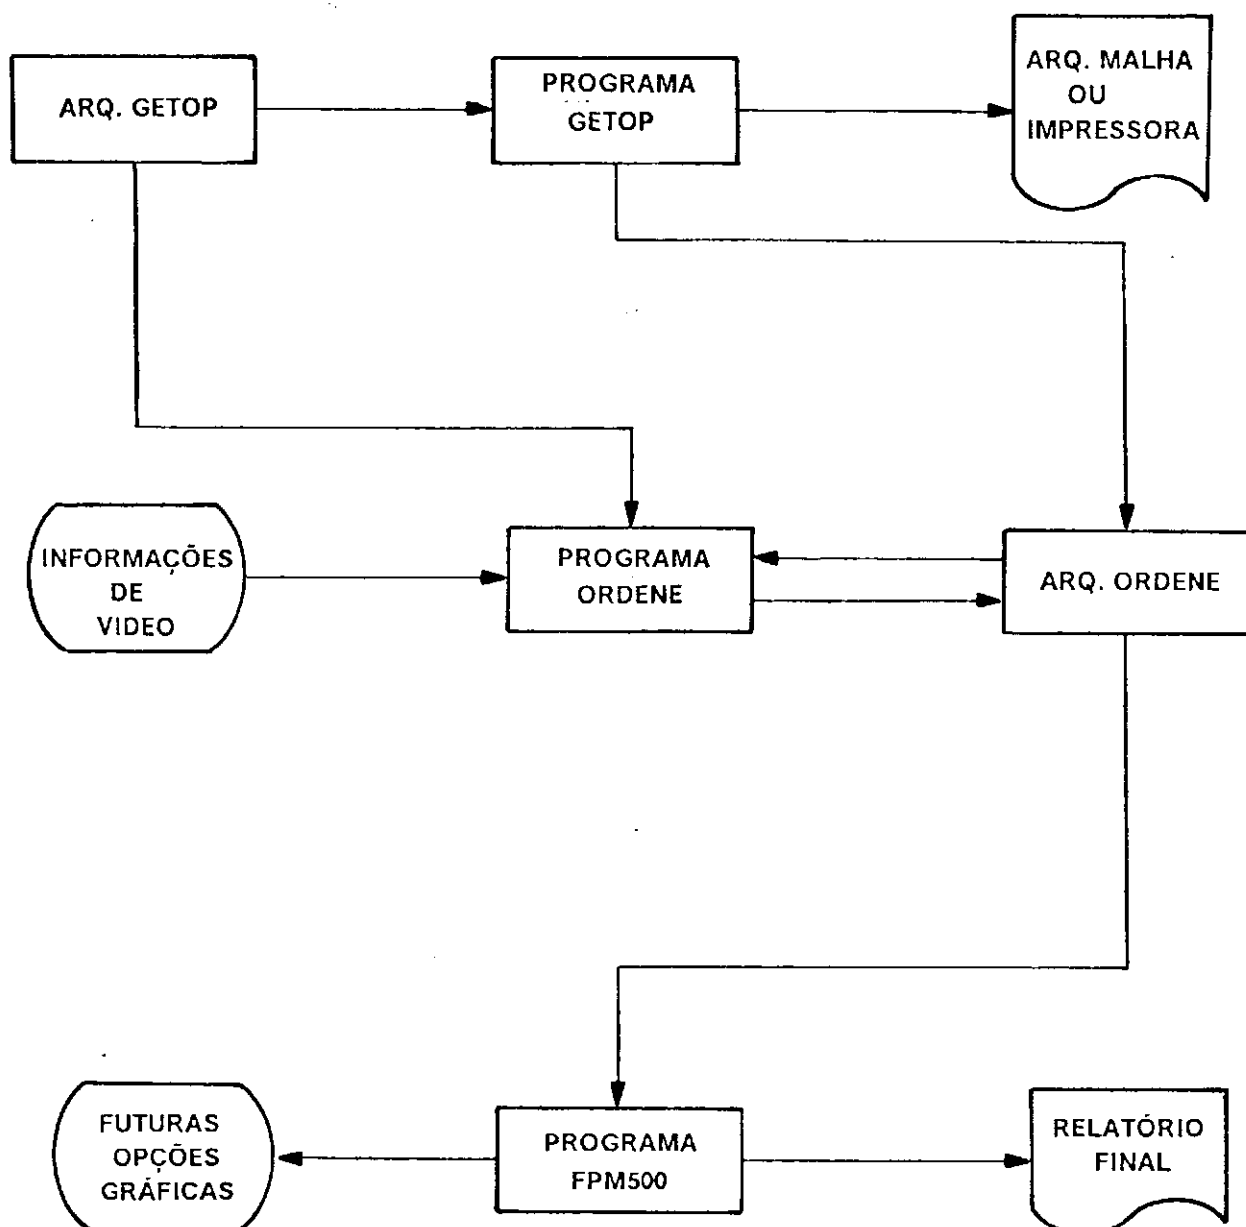 ARQ. GETOP
PROGRAMA
GETOP
ARQ. MALHA
OU
IMPRESSORA
INFORMAÇÕES
DE
VIDEO
PROGRAMA
ORDENE
ARQ. ORDENE
FUTURAS
OPÇÕES
GRÁFICAS
PROGRAMA
FPM500
RELATÓRIO
FINAL